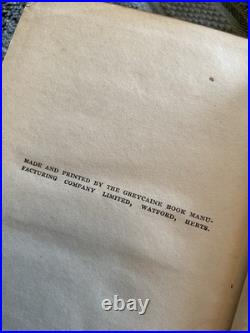 MADE AND PRINTED BY THE GREYCAINE BOOK MANU-
FACTURING COMPANY LIMITED, WATFORD, HERTS.